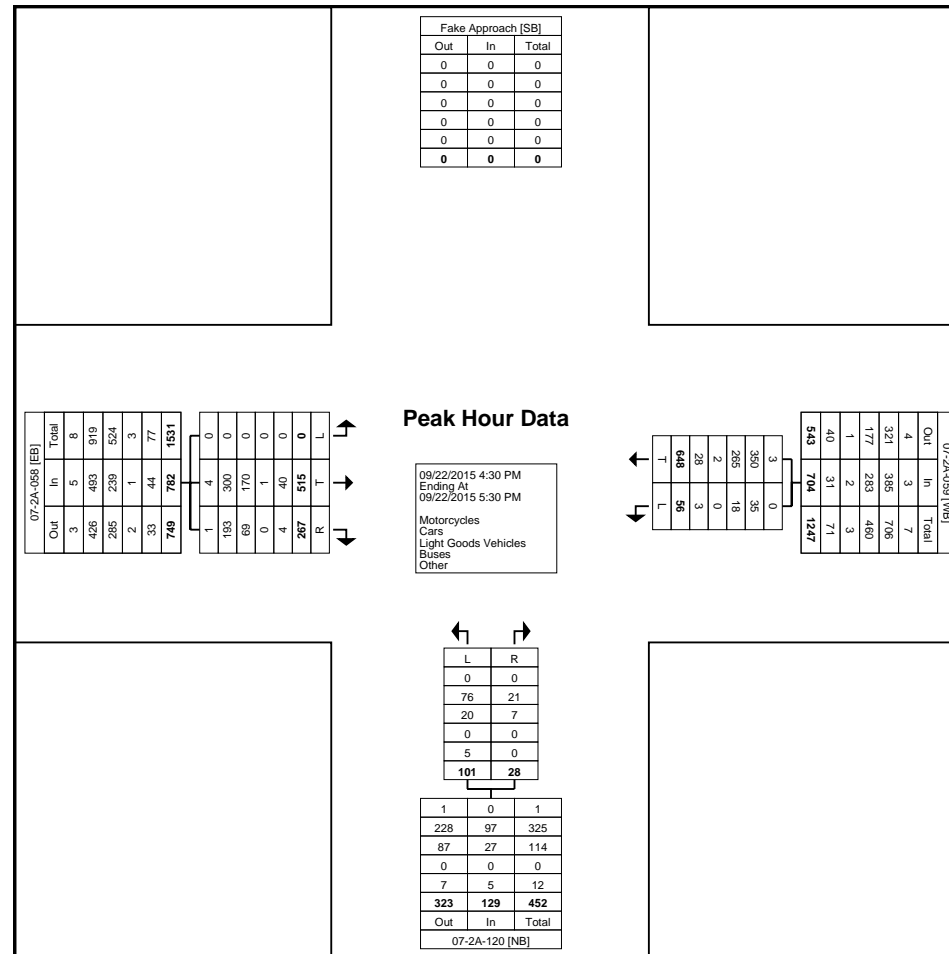 Fake Approach [SB]
Out In Total
0 0 0
0 0 0
0 0 0
0 0 0
0 0 0
0 0 0
Peak Hour Data
09/22/2015 4:30 PM
Ending At
09/22/2015 5:30 PM
Motorcycles
Cars
Light Goods Vehicles
Buses
Other
07-2A-058 [EB]
Total In Out
8 5 3
919 493 426
524 239 285
3 1 2
77 44 33
1531 782 749
0 4 1
0 300 193
0 170 69
0 1 0
0 40 4
0 515 267
L T R
3 0
350 35
265 18
2 0
28 3
648 56
T L
07-2A-059 [WB]
Out In Total
4 3 7
321 385 706
177 283 460
1 2 3
40 31 71
543 704 1247
L R
0 0
76 21
20 7
0 0
5 0
101 28
1 0 1
228 97 325
87 27 114
0 0 0
7 5 12
323 129 452
Out In Total
07-2A-120 [NB]